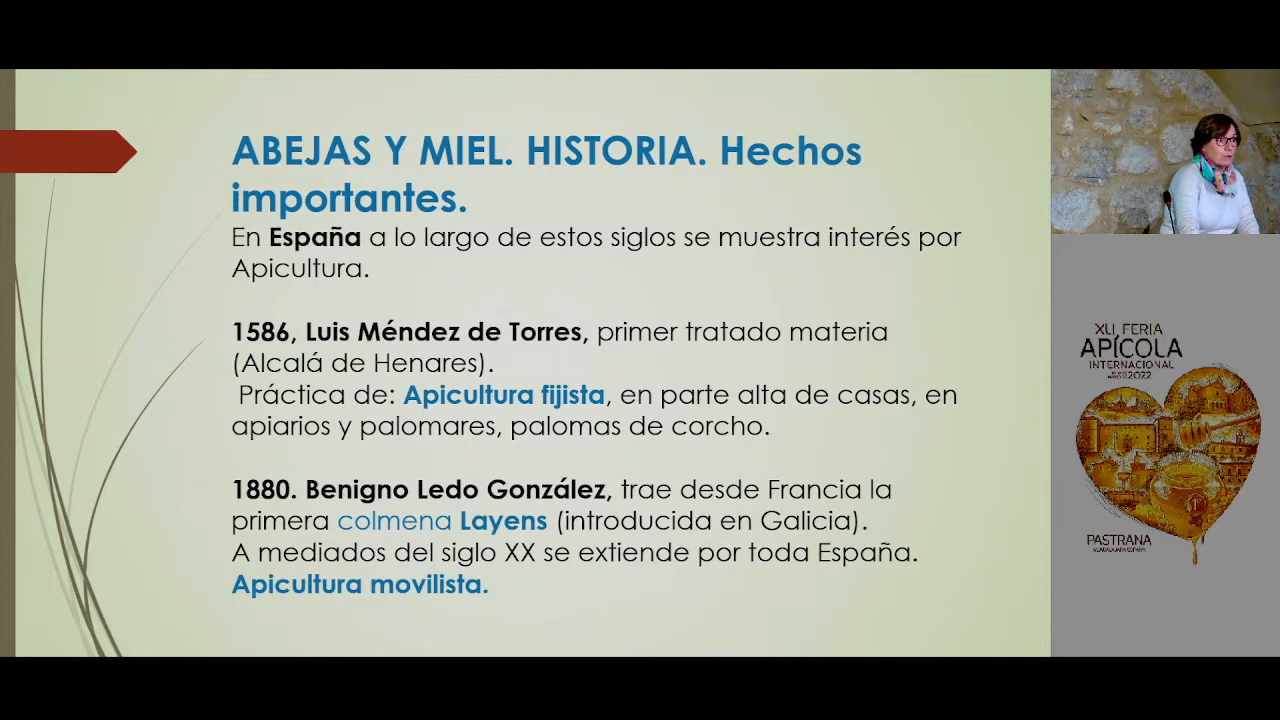 ABEJAS Y MIEL. HISTORIA. Hechos
importantes.
En España a lo largo de estos siglos se muestra interés por
Apicultura.
1586, Luis Méndez de Torres, primer tratado materia
(Alcalá de Henares).
Práctica de: Apicultura fijista, en parte alta de casas, en
apiarios y palomares, palomas de corcho.
1880. Benigno Ledo González, trae desde Francia la
primera colmena Layens (introducida en Galicia).
A mediados del siglo XX se extiende por toda España.
Apicultura movilista.
XLI FERIA
APÍCOLA
INTERNACIONAL
2022
PASTRANA
GUADALAJARA ESPAÑA